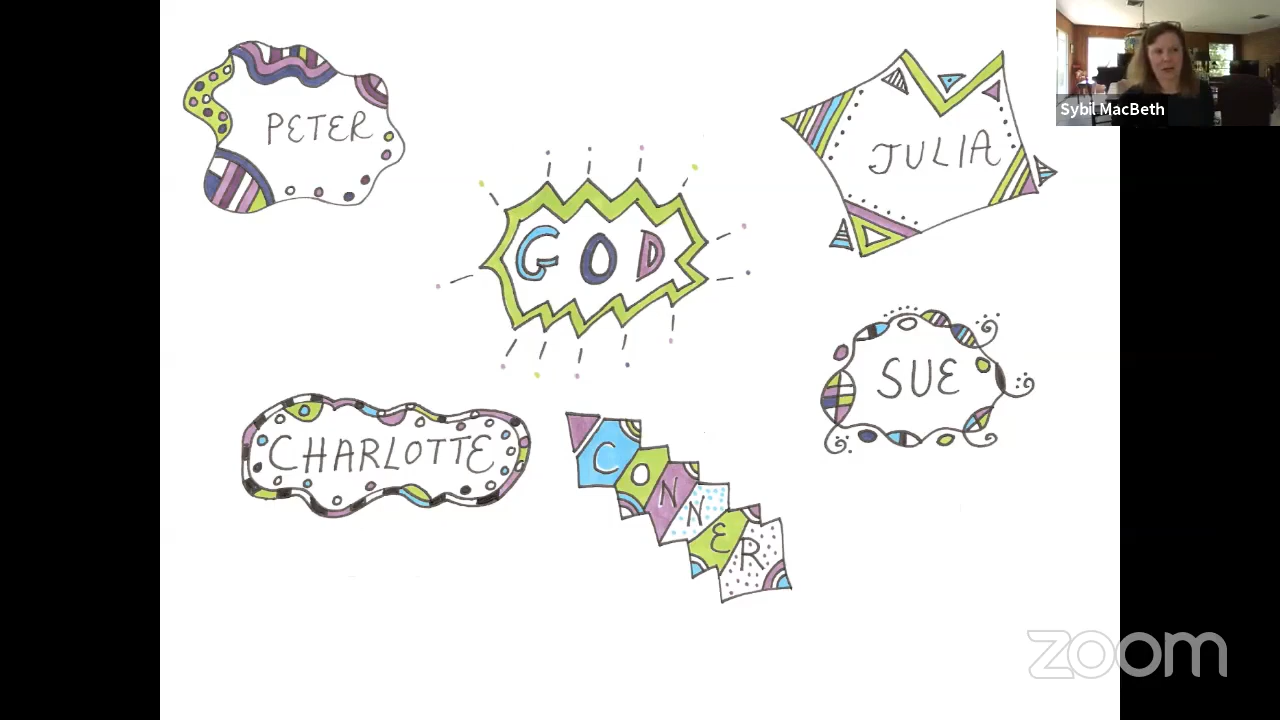 Sybil MacBeth
PETER
JULIA
GOD
SUE
CHARLOTTE
CONNER
zoom